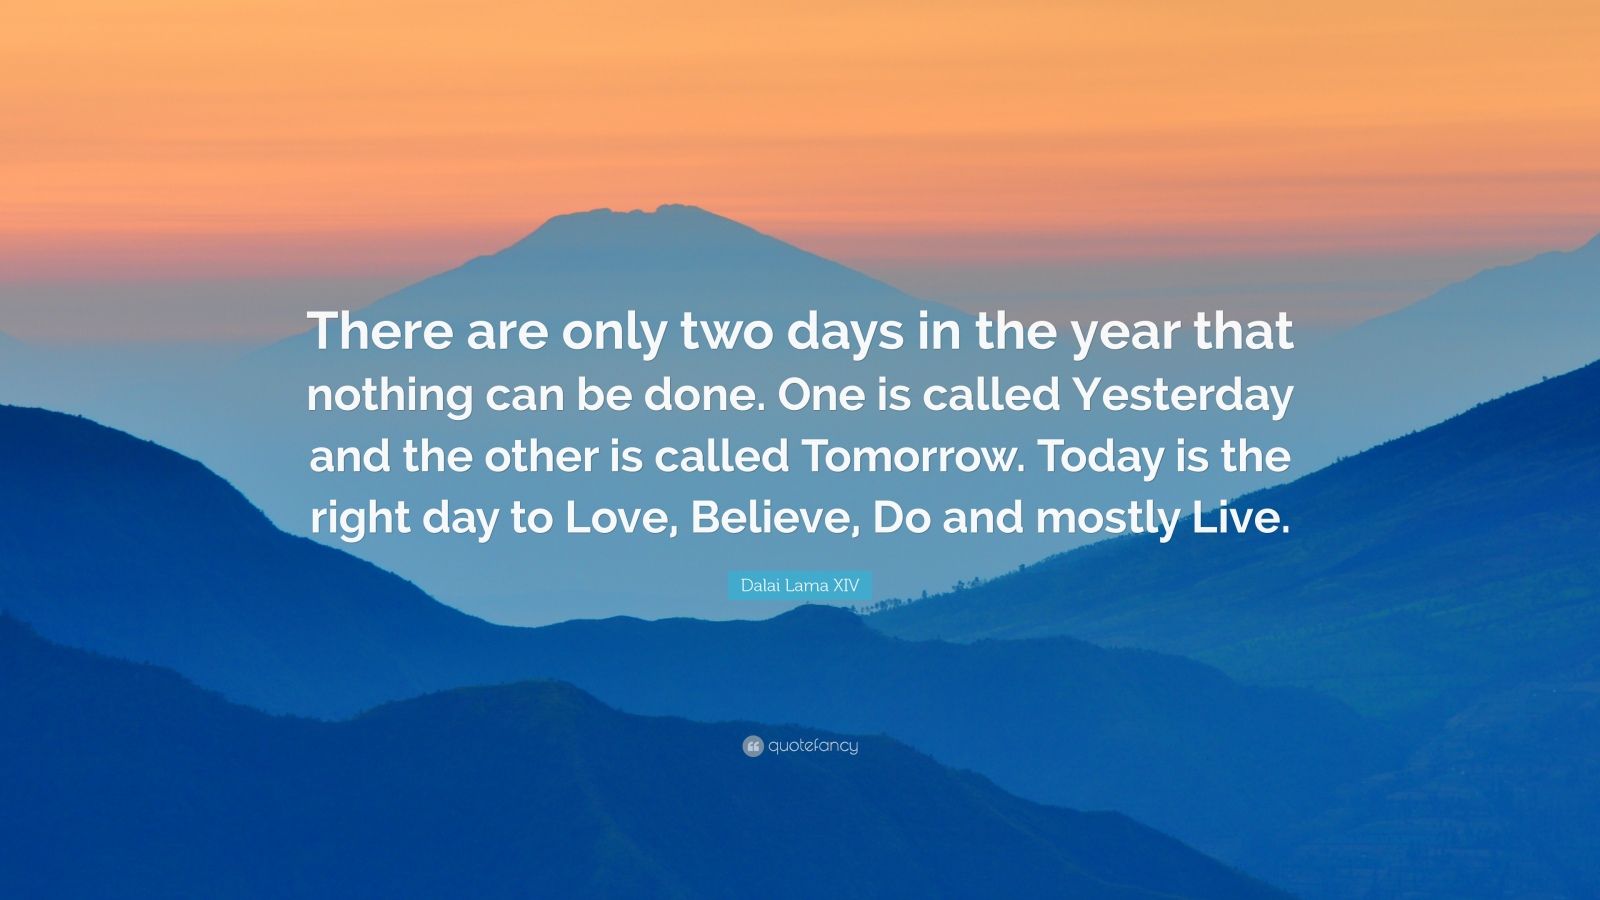 There are only two days in the year that
nothing can be done. One is called Yesterday
and the other is called Tomorrow. Today is the
right day to Love, Believe, Do and mostly Live.
Dalai Lama XIV
quotefancy